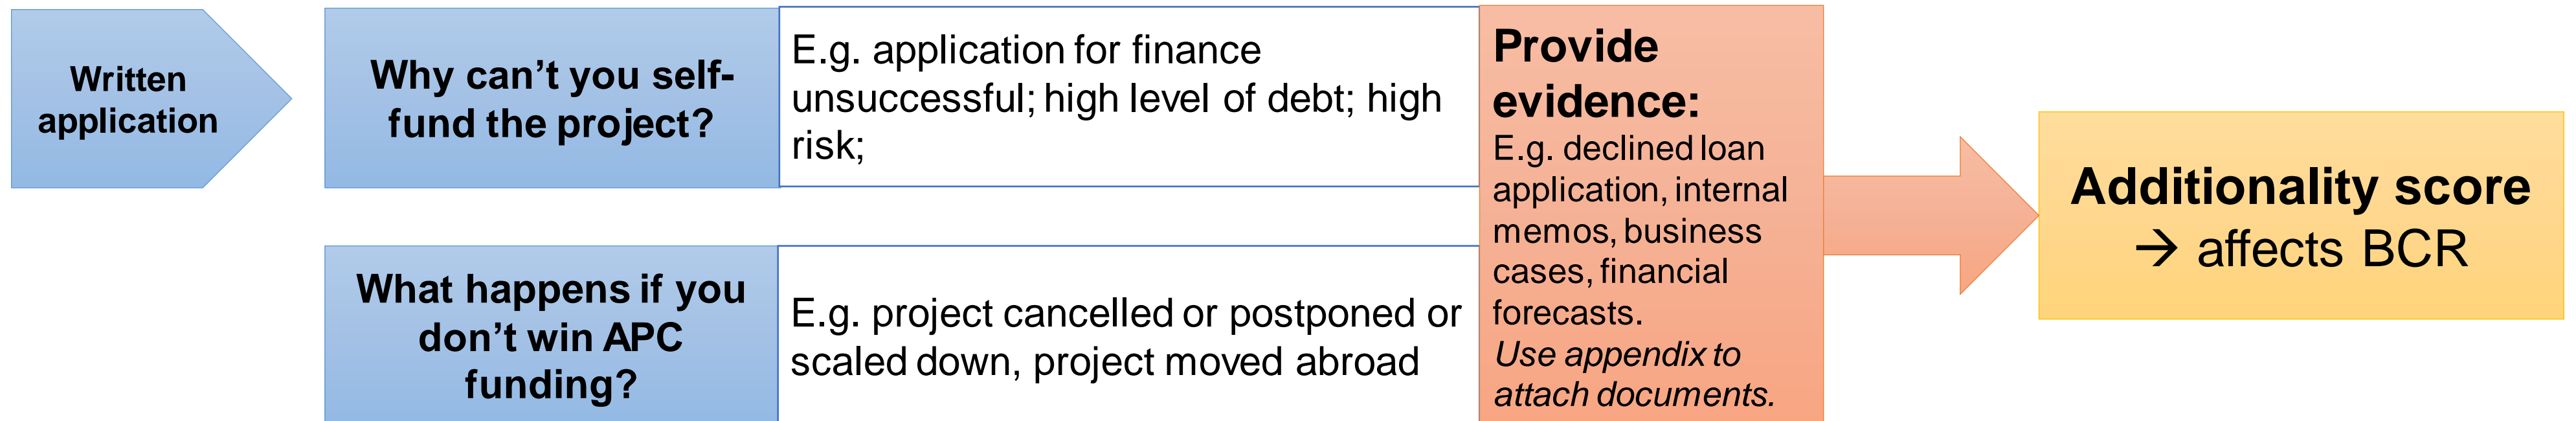 Written
application
Why can't you self-
fund the project?
E.g. application for finance
unsuccessful; high level of debt; high
risk;
What happens if you
don't win APC
funding?
E.g. project cancelled or postponed or
scaled down, project moved abroad
Provide
evidence:
E.g. declined loan
application, internal
memos, business
cases, financial
forecasts.
Use appendix to
attach documents.
Additionality score
→ affects BCR